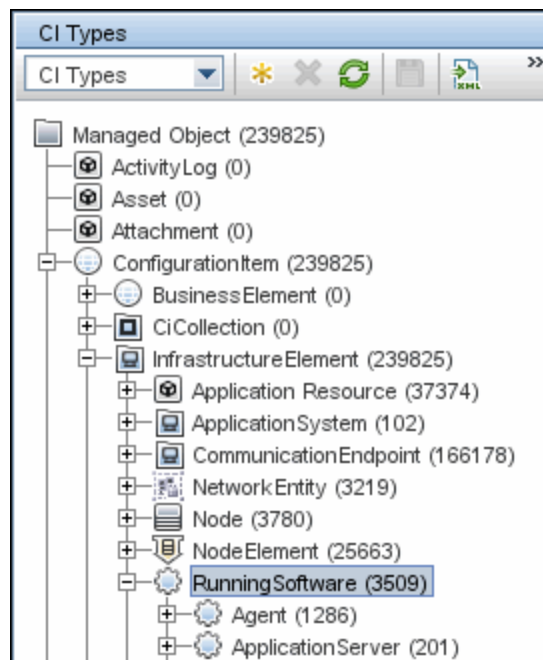 CI Types
CI Types
XML
»
Managed Object (239825)
ActivityLog (0)
Asset (0)
Attachment (0)
ConfigurationItem (239825)
BusinessElement (0)
CiCollection (0)
InfrastructureElement (239825)
Application Resource (37374)
ApplicationSystem (102)
CommunicationEndpoint (166178)
NetworkEntity (3219)
Node (3780)
NodeElement (25663)
RunningSoftware (3509)
Agent (1286)
ApplicationServer (201)